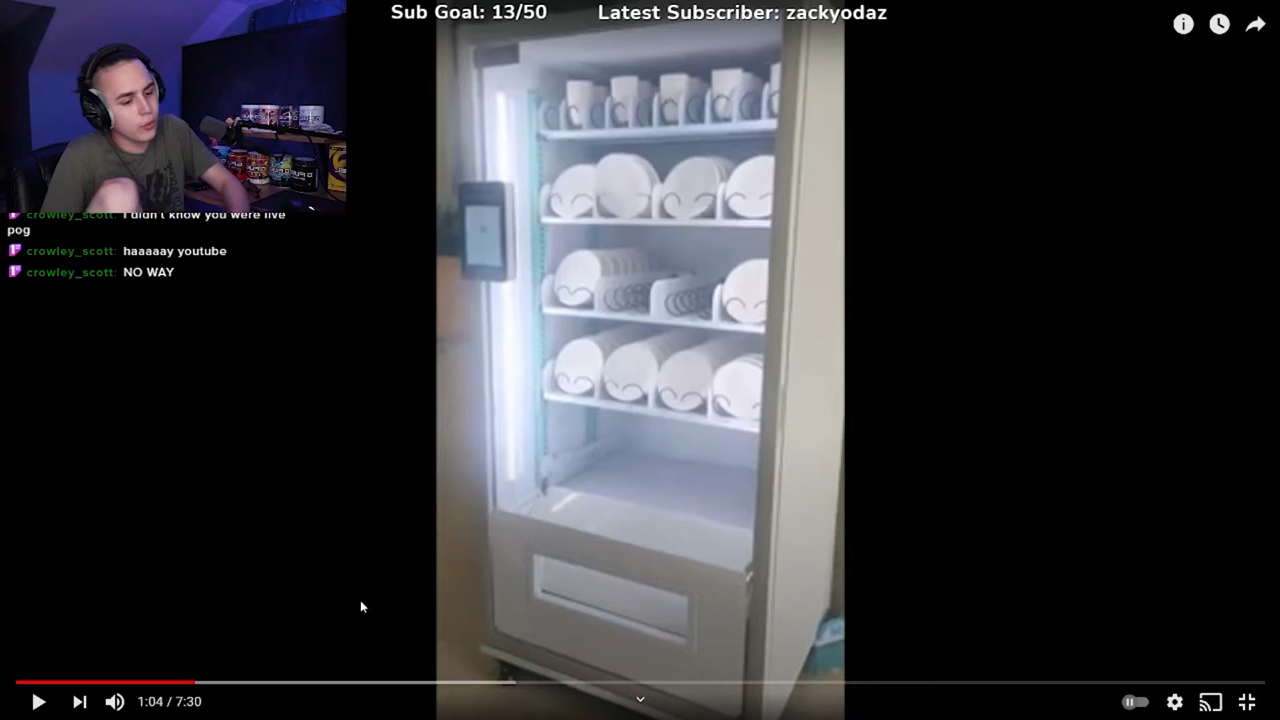 Sub Goal: 13/50
Latest Subscriber: zackyodaz
crowley_scott: I didn't know you were live
pog
crowley_scott: haaaaay youtube
crowley_scott: NO WAY
1:04 / 7:30